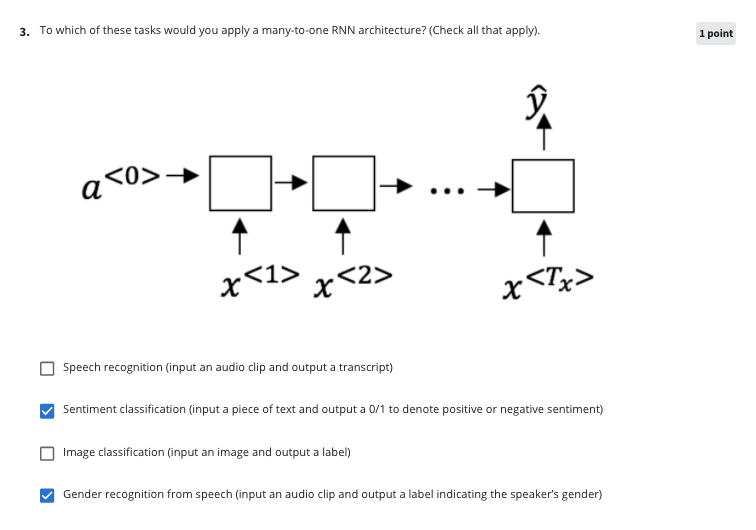 3. To which of these tasks would you apply a many-to-one RNN architecture? (Check all that apply).
1 point
ŷ
a<0>
x<1> x<2> ... x<Tx>
Speech recognition (input an audio clip and output a transcript)
Sentiment classification (input a piece of text and output a 0/1 to denote positive or negative sentiment)
Image classification (input an image and output a label)
Gender recognition from speech (input an audio clip and output a label indicating the speaker's gender)